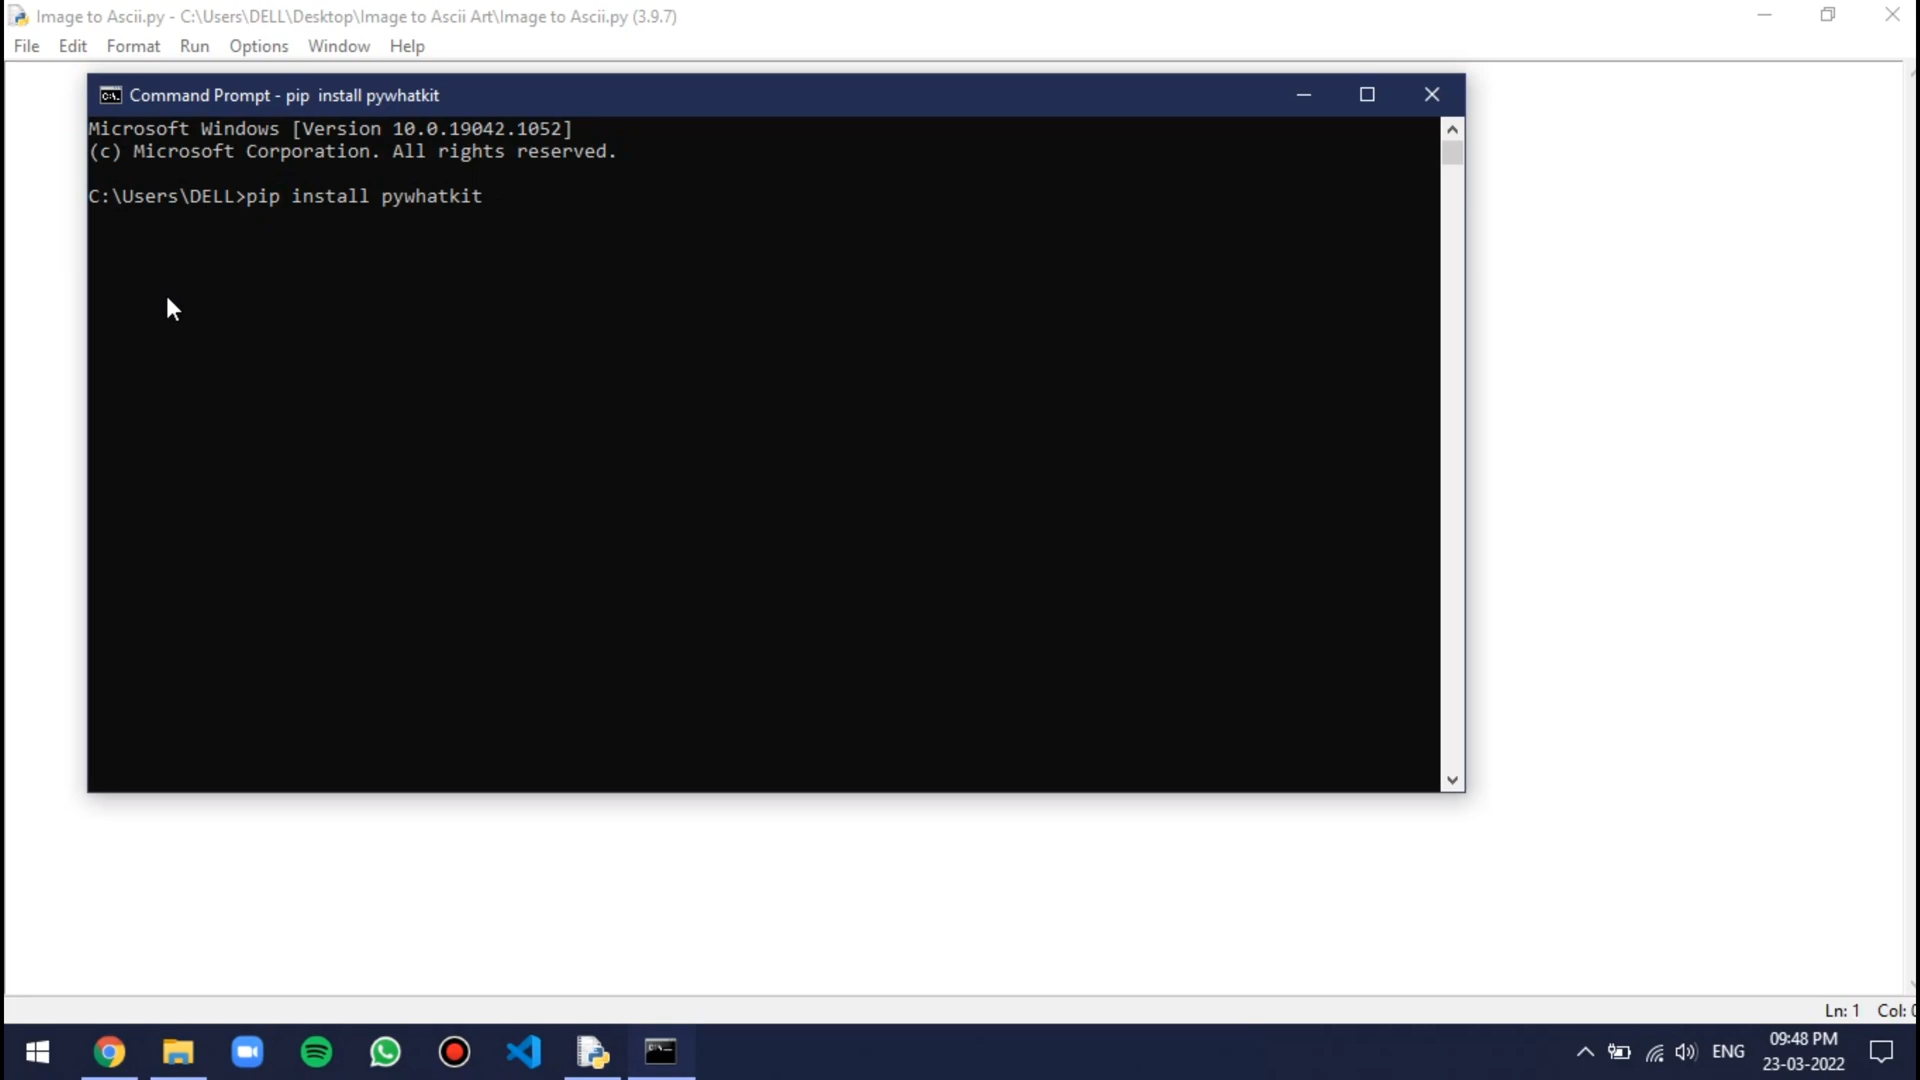 Image to Ascii.py - C:\Users\DELL\Desktop\Image to Ascii Art\Image to Ascii.py (3.9.7)
File Edit Format Run Options Window Help
Command Prompt - pip  install pywhatkit
Microsoft Windows [Version 10.0.19042.1052]
(c) Microsoft Corporation. All rights reserved.
C:\Users\DELL>pip install pywhatkit
Ln: 1 Col: 0
ENG
09:48 PM
23-03-2022